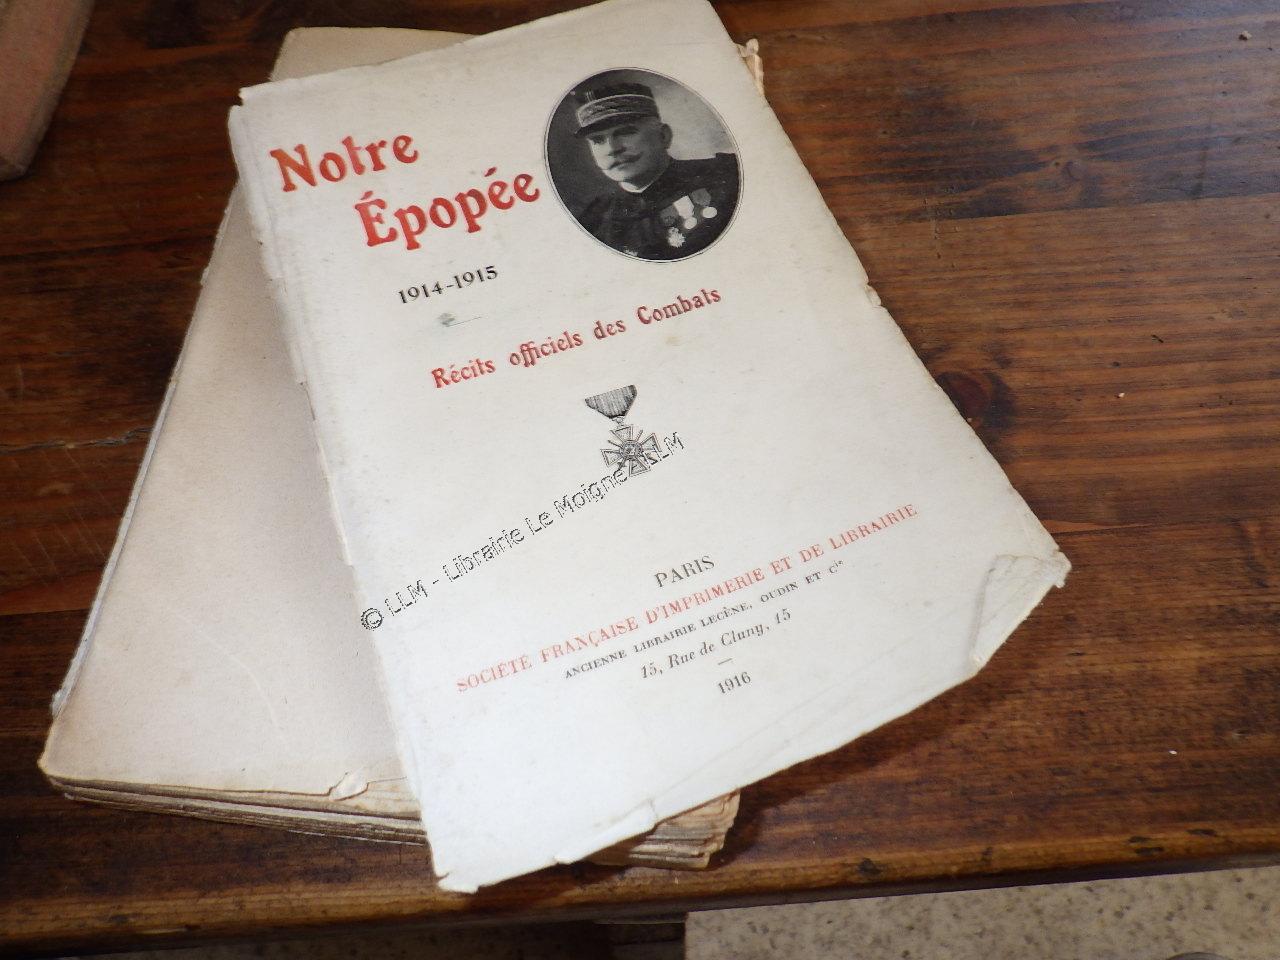 Notre
Épopée
1914-1915
Récits officiels des Combats
© LLM - Librairie Le Moigne - LLM
PARIS
SOCIÉTÉ FRANÇAISE D'IMPRIMERIE ET DE LIBRAIRIE
ANCIENNE LIBRAIRIE LECÈNE, OUDIN ET Cie
15, Rue de Cluny, 15
1916